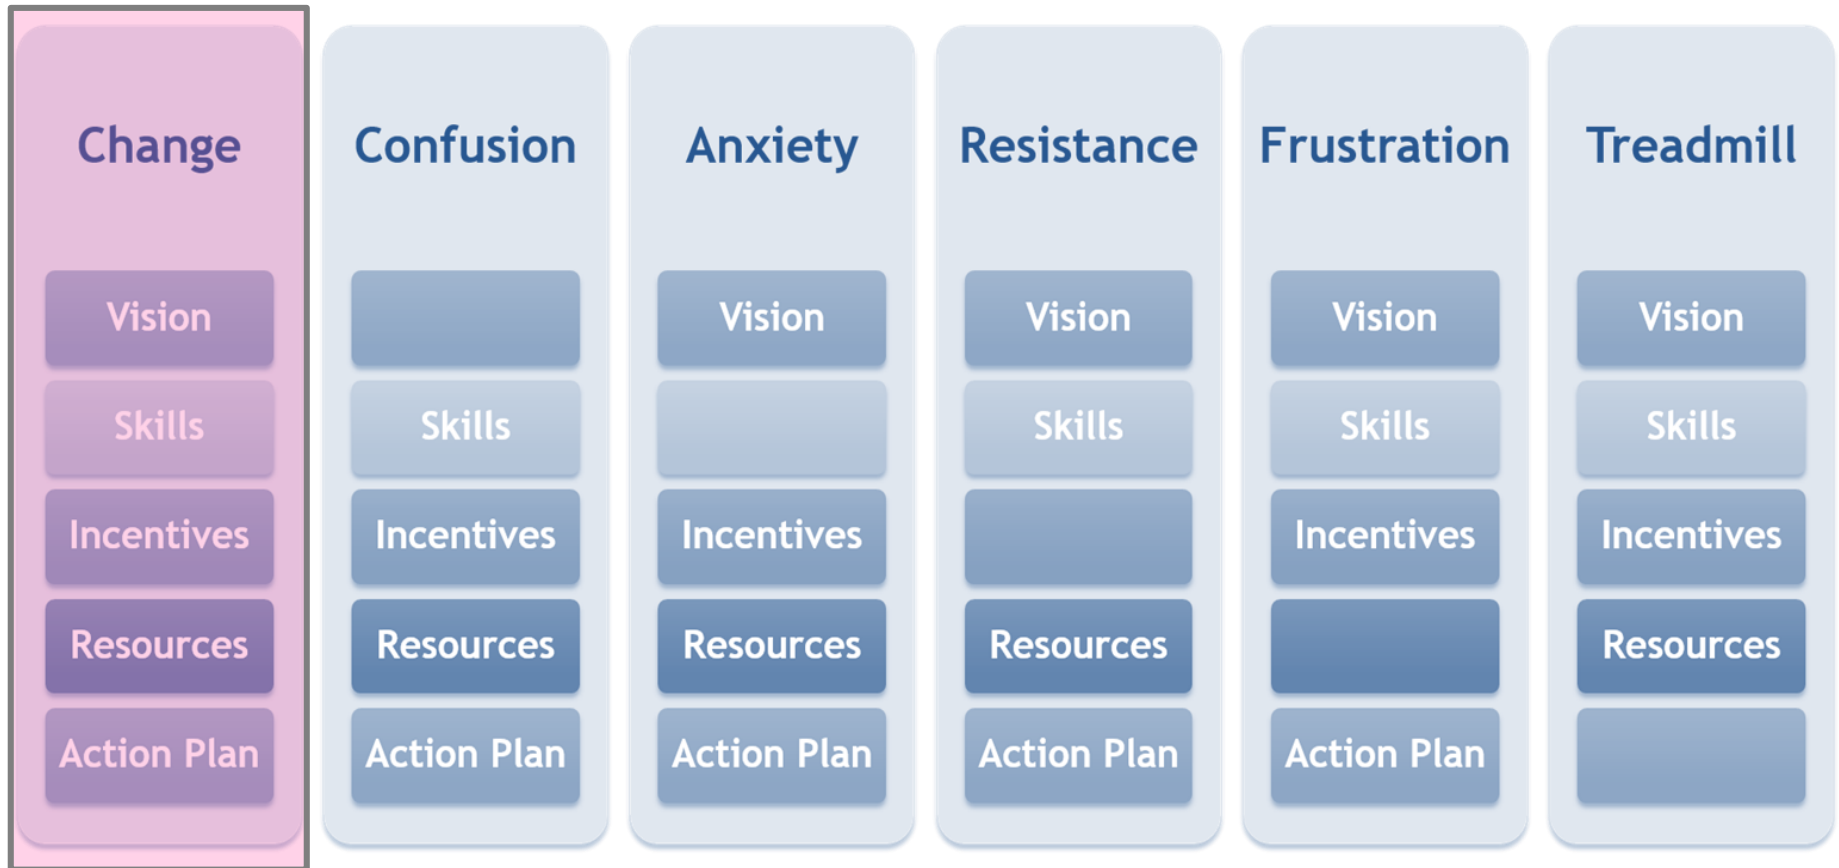 Change
Vision
Skills
Incentives
Resources
Action Plan
Confusion
Skills
Incentives
Resources
Action Plan
Anxiety
Vision
Incentives
Resources
Action Plan
Resistance
Vision
Skills
Resources
Action Plan
Frustration
Vision
Skills
Incentives
Action Plan
Treadmill
Vision
Skills
Incentives
Resources